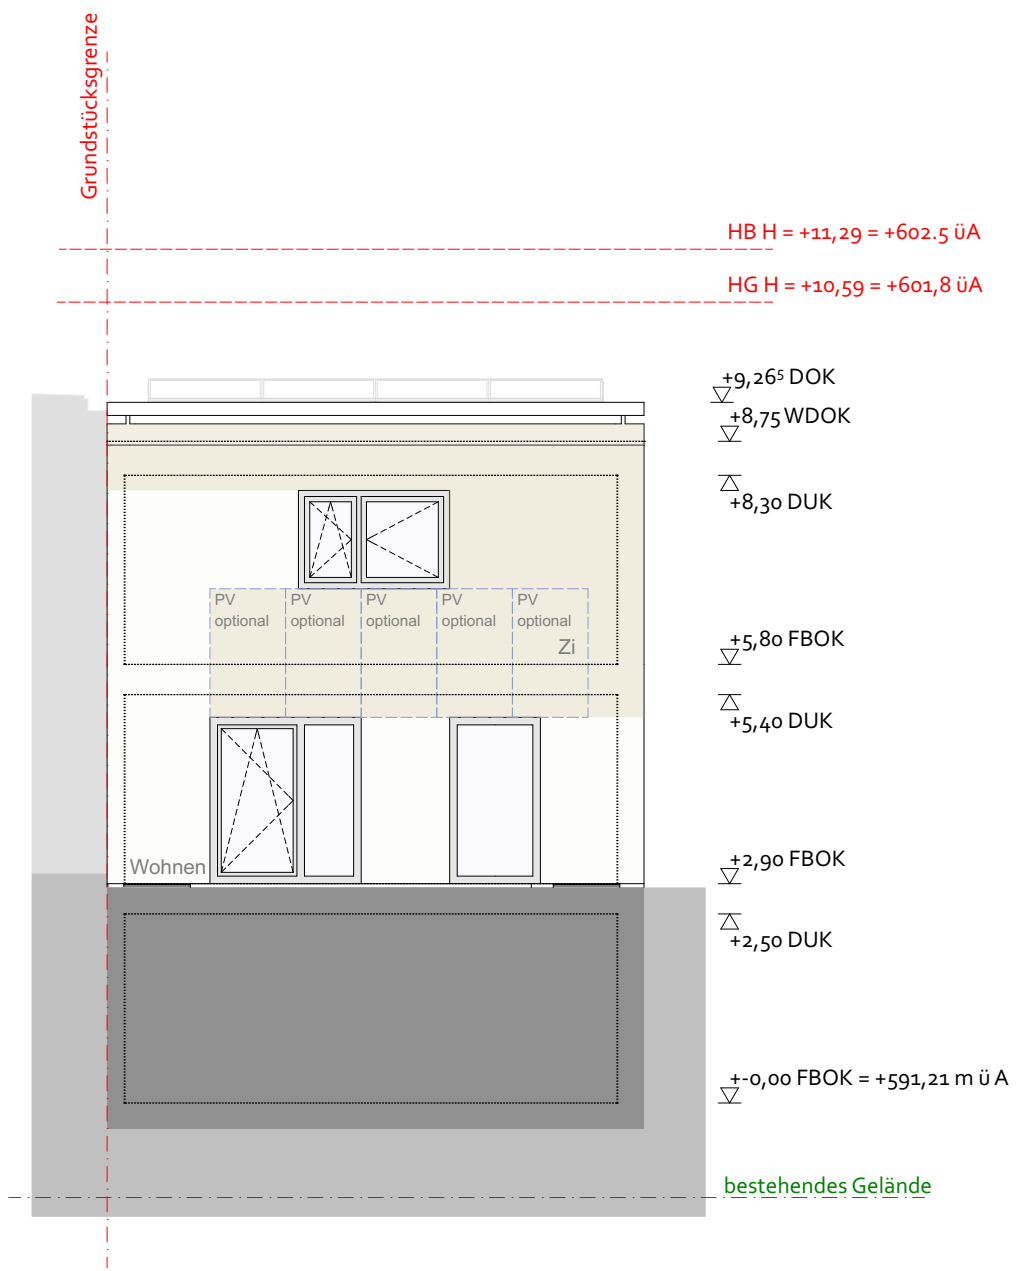 Grundstücksgrenze
HB H = +11,29 = +602.5 üA
HG H = +10,59 = +601,8 üA
+9,26⁵ DOK
+8,75 WDOK
+8,30 DUK
PV optional
PV optional
PV optional
PV optional
PV optional
Zi
+5,80 FBOK
+5,40 DUK
Wohnen
+2,90 FBOK
+2,50 DUK
+-0,00 FBOK = +591,21 m ü A
bestehendes Gelände